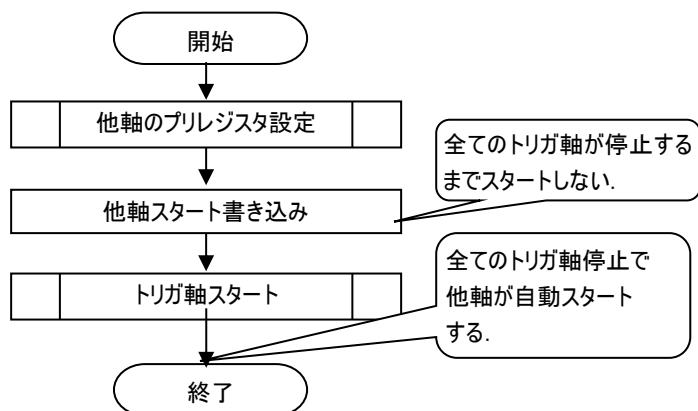 開始
他軸のプリレジスタ設定
全てのトリガ軸が停止する
までスタートしない.
他軸スタート書き込み
全てのトリガ軸停止で
他軸が自動スタート
する.
トリガ軸スタート
終了